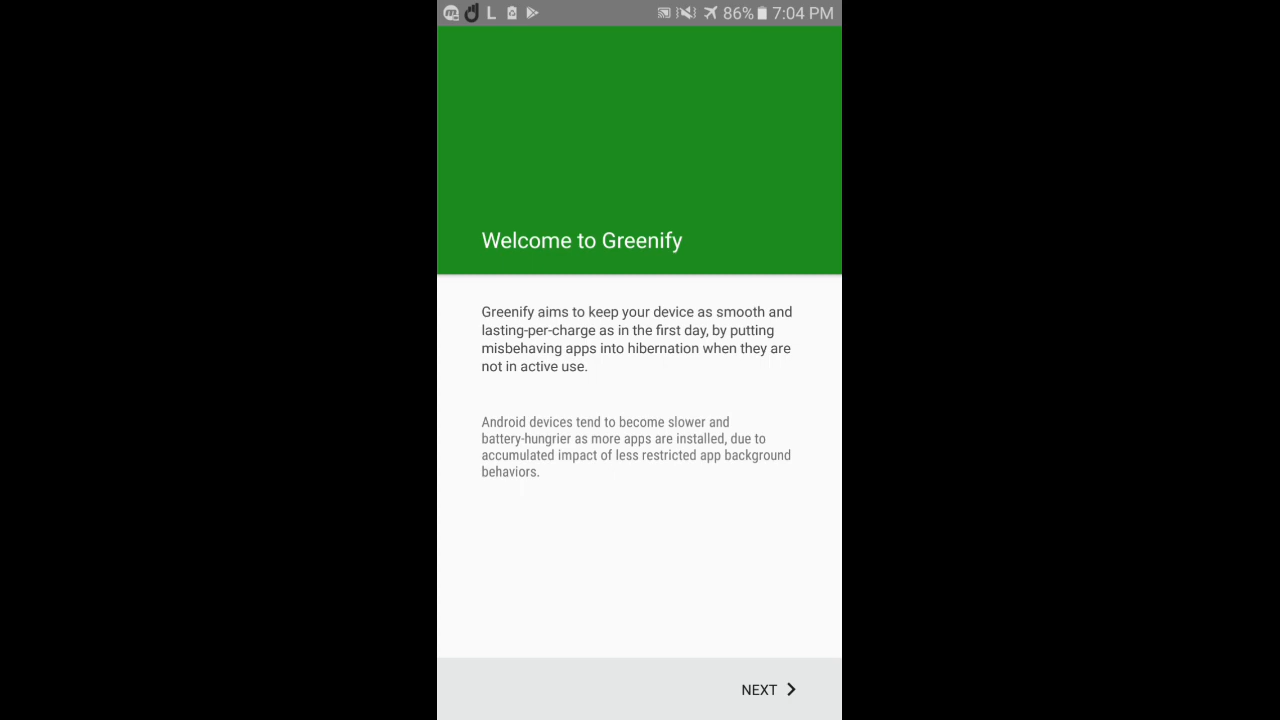 L 86% 7:04 PM
Welcome to Greenify
Greenify aims to keep your device as smooth and
lasting-per-charge as in the first day, by putting
misbehaving apps into hibernation when they are
not in active use.
Android devices tend to become slower and
battery-hungrier as more apps are installed, due to
accumulated impact of less restricted app background
behaviors.
NEXT